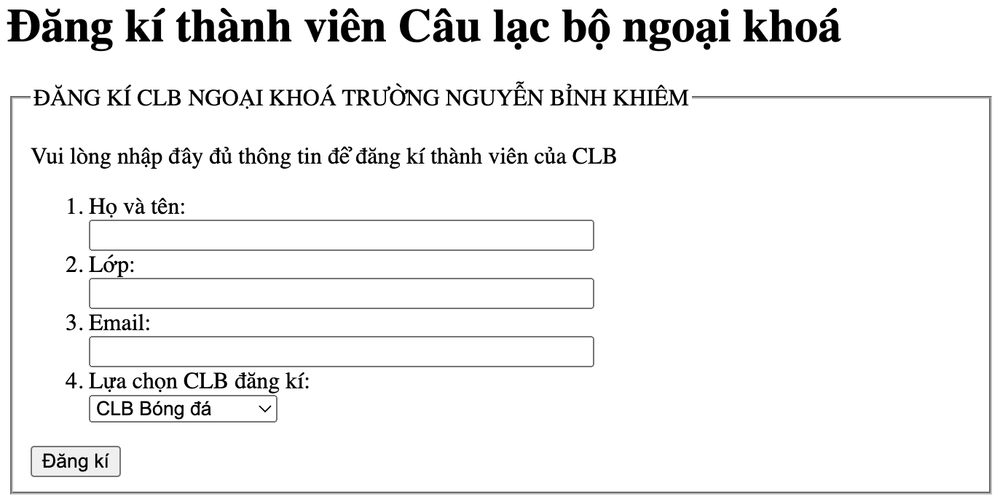 Đăng kí thành viên Câu lạc bộ ngoại khoá
ĐĂNG KÍ CLB NGOẠI KHOÁ TRƯỜNG NGUYỄN BỈNH KHIÊM
Vui lòng nhập đây đủ thông tin để đăng kí thành viên của CLB
1. Họ và tên:
2. Lớp:
3. Email:
4. Lựa chọn CLB đăng kí:
CLB Bóng đá
Đăng kí